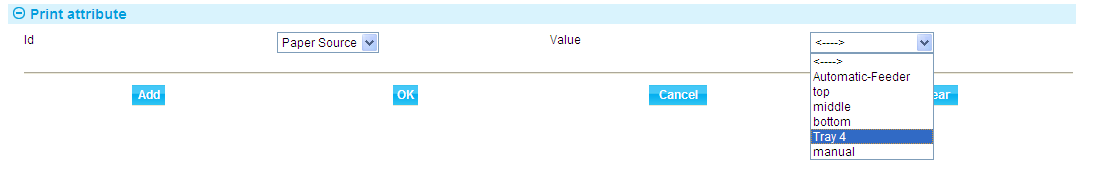 Print attribute
Id Paper Source Value <---->
<---->
Automatic-Feeder
top
middle
bottom
Tray 4
manual
Add OK Cancel ear